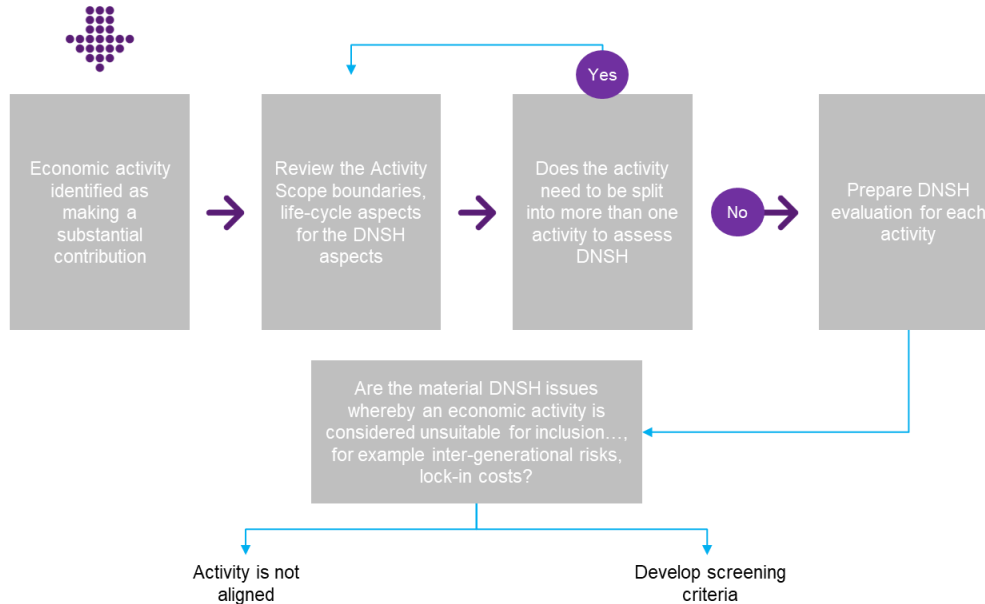 Yes
Economic activity
identified as
making a
substantial
contribution
Review the Activity
Scope boundaries,
life-cycle aspects
for the DNSH
aspects
Does the activity
need to be split
into more than one
activity to assess
DNSH
No
Prepare DNSH
evaluation for each
activity
Are the material DNSH issues
whereby an economic activity is
considered unsuitable for inclusion…,
for example inter-generational risks,
lock-in costs?
Activity is not
aligned
Develop screening
criteria